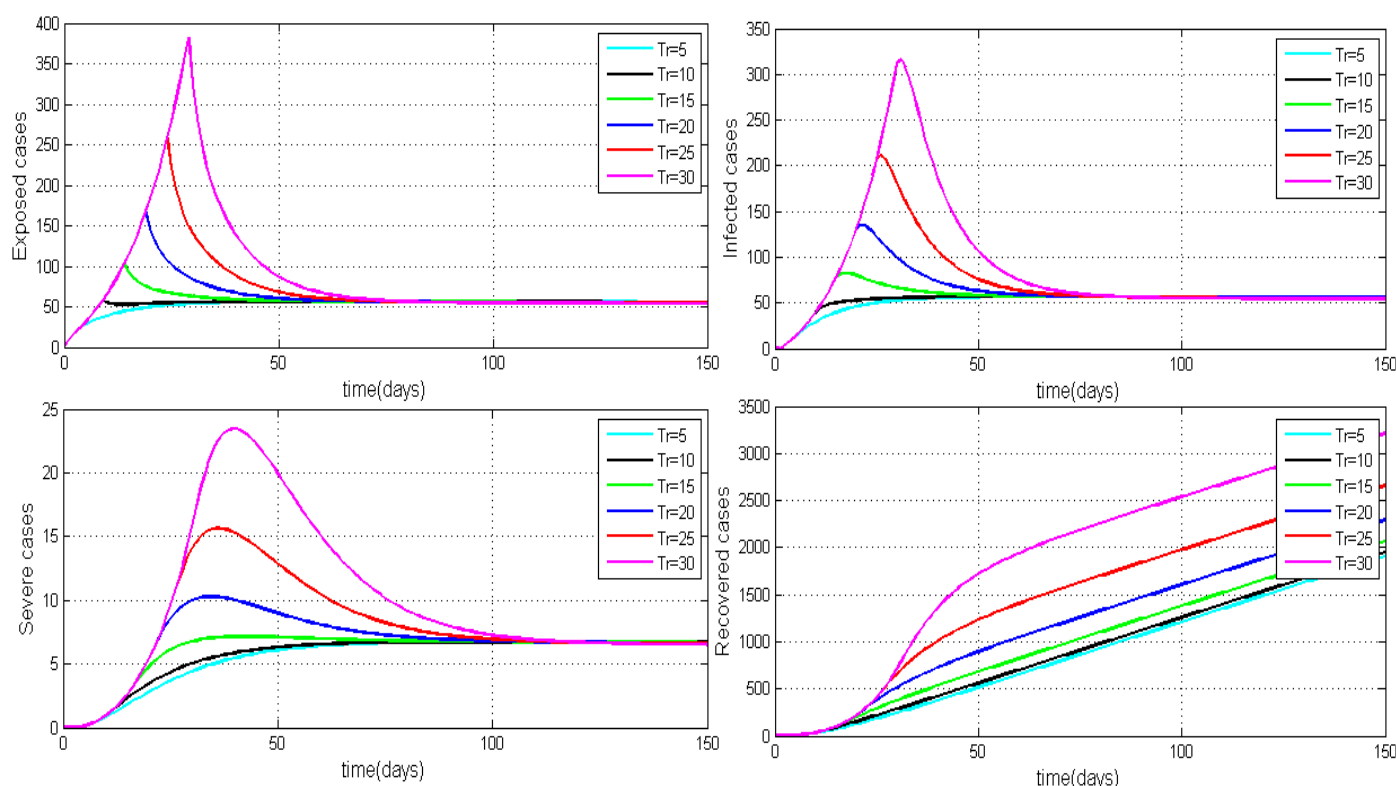 Exposed cases
400
350
300
250
200
150
100
50
0
0 50 100 150
time(days)
Tr=5
Tr=10
Tr=15
Tr=20
Tr=25
Tr=30
Infected cases
350
300
250
200
150
100
50
0
0 50 100 150
time(days)
Tr=5
Tr=10
Tr=15
Tr=20
Tr=25
Tr=30
Severe cases
25
20
15
10
5
0
0 50 100 150
time(days)
Tr=5
Tr=10
Tr=15
Tr=20
Tr=25
Tr=30
Recovered cases
3500
3000
2500
2000
1500
1000
500
0
0 50 100 150
time(days)
Tr=5
Tr=10
Tr=15
Tr=20
Tr=25
Tr=30